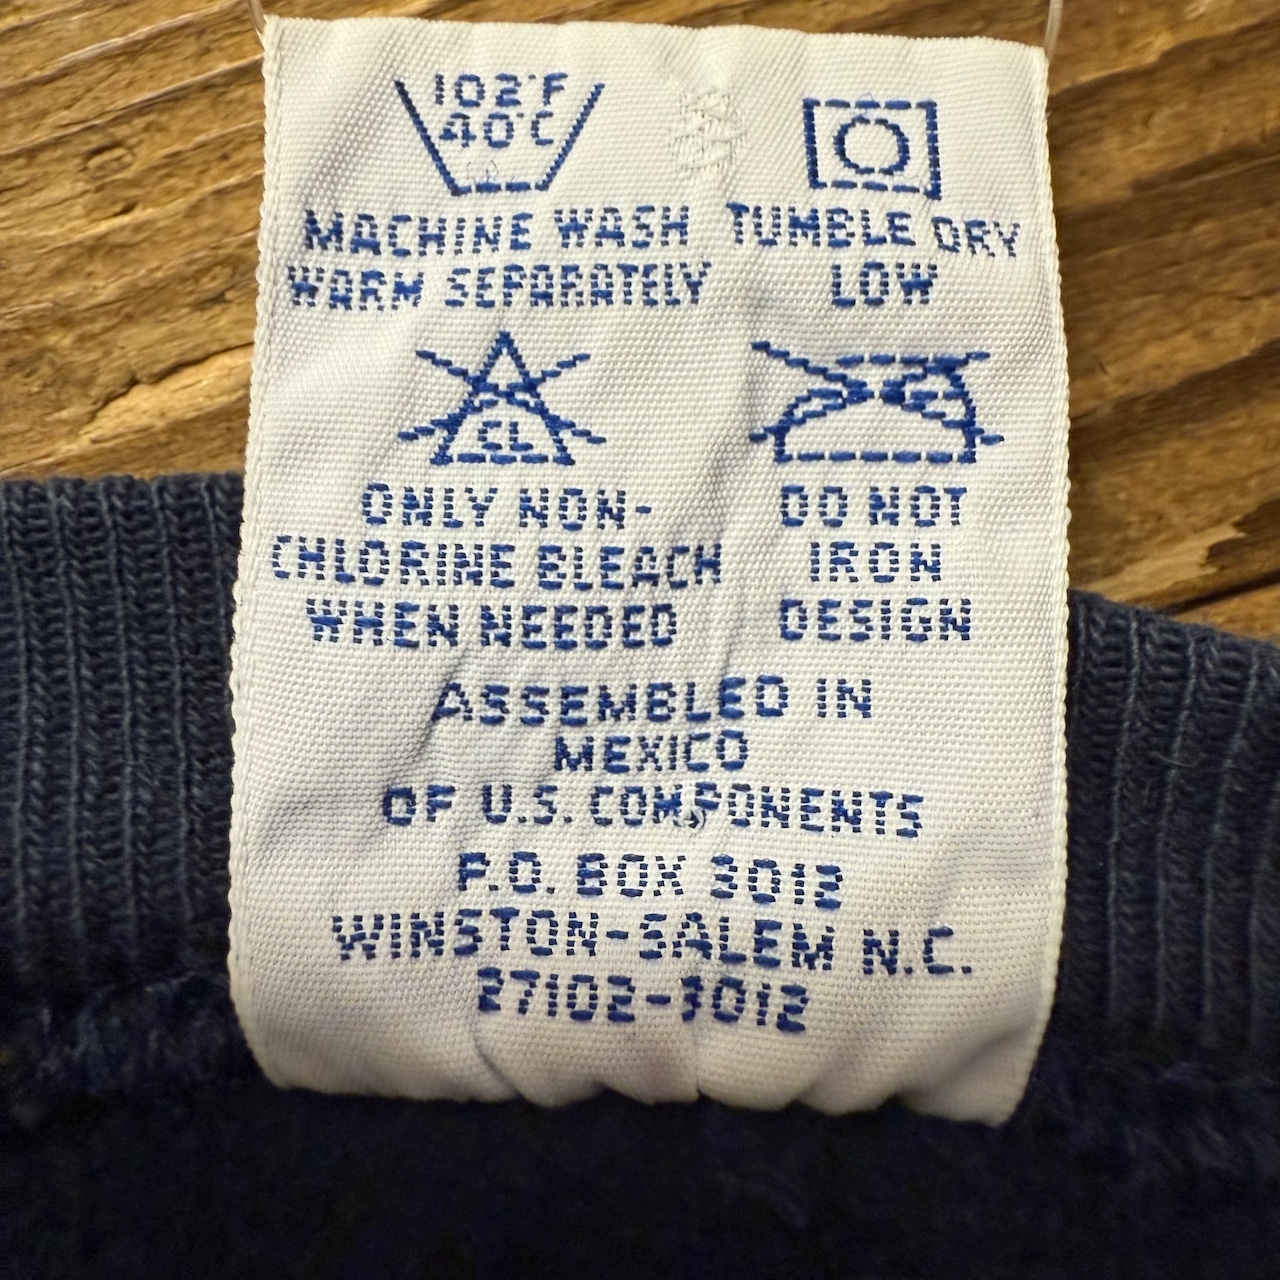 102°F
40°C
MACHINE WASH
WARM SEPARATELY
TUMBLE DRY
LOW
CL
ONLY NON-
CHLORINE BLEACH
WHEN NEEDED
DO NOT
IRON
DESIGN
ASSEMBLED IN
MEXICO
OF U.S. COMPONENTS
P.O. BOX 3012
WINSTON-SALEM N.C.
27102-3012